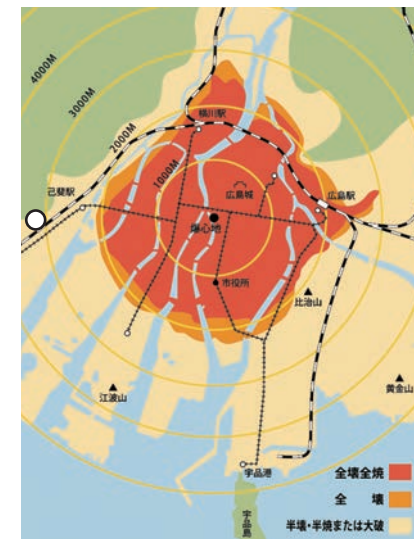 4000M
3000M
2000M
1000M
横川駅
己斐駅
広島城
広島駅
爆心地
市役所
比治山
江波山
黄金山
宇品港
宇品島
全壊全焼
全 壊
半壊・半焼または大破